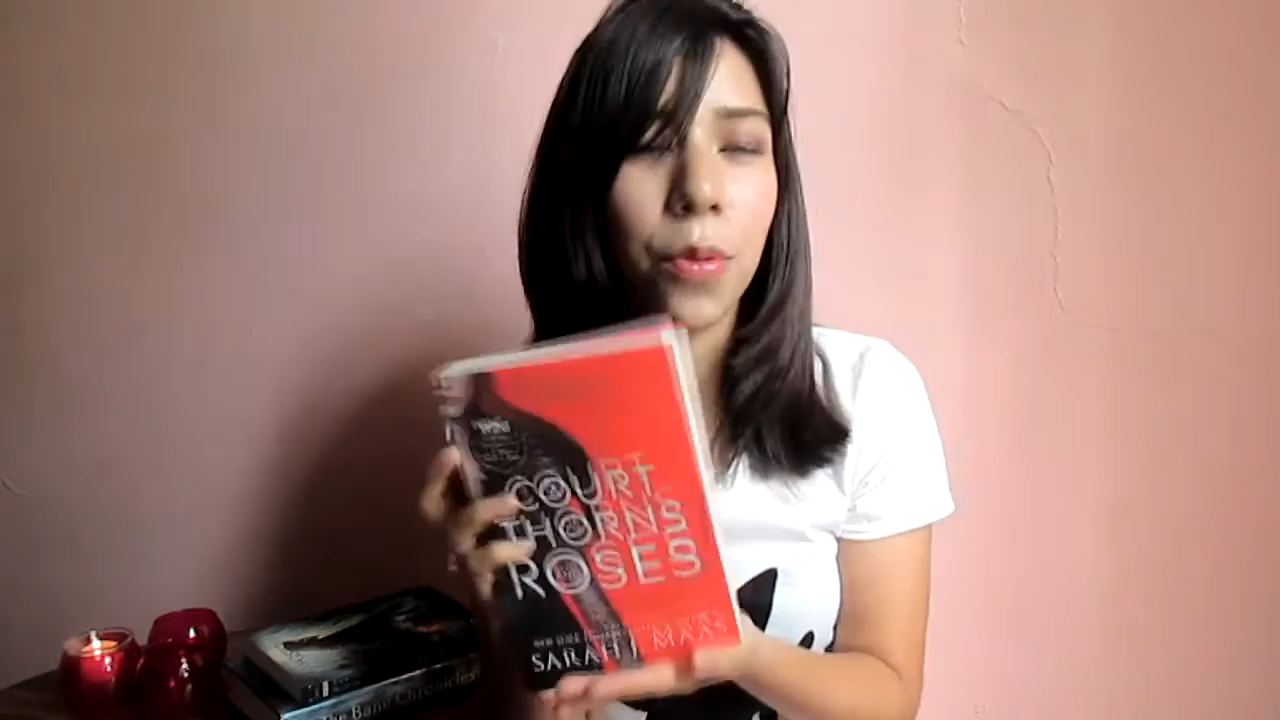 COURT
THORNS
ROSES
SARAH J. MAAS
The Bane Chronicles